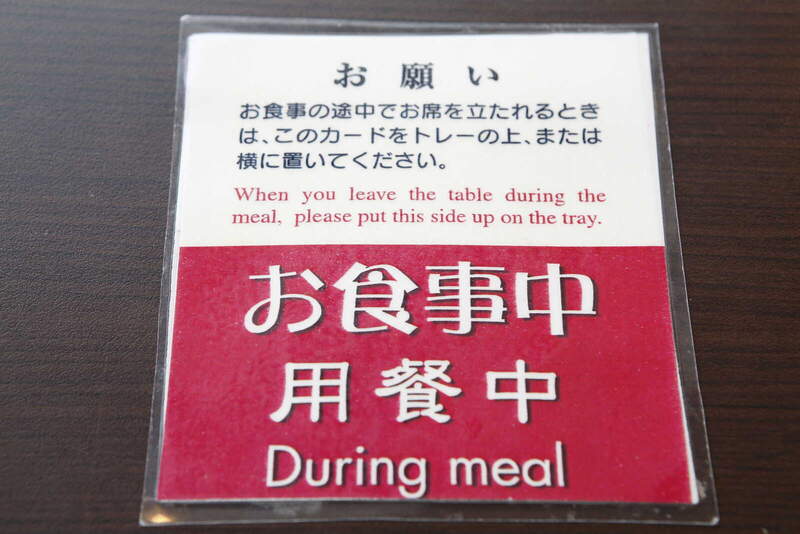 お願い
お食事の途中でお席を立たれるとき
は、このカードをトレーの上、または
横に置いてください。
When you leave the table during the
meal, please put this side up on the tray.
お食事中
用餐中
During meal